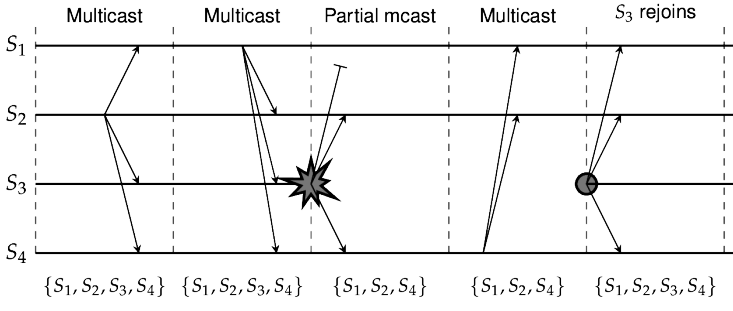 Multicast Multicast Partial mcast Multicast S₃ rejoins
S₁
S₂
S₃
S₄
{S₁, S₂, S₃, S₄} {S₁, S₂, S₃, S₄} {S₁, S₂, S₄} {S₁, S₂, S₄} {S₁, S₂, S₃, S₄}